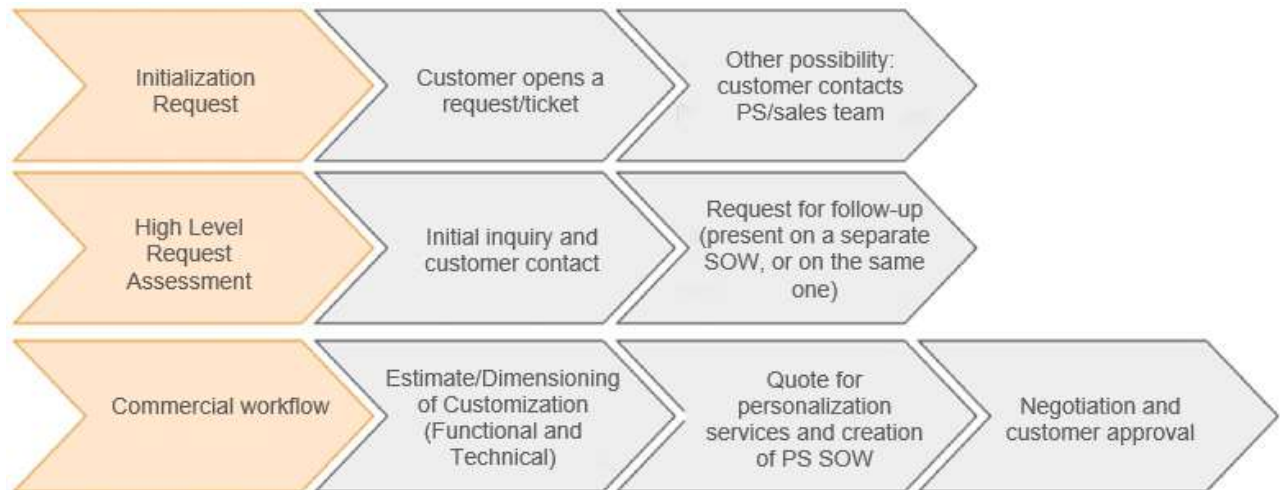 Initialization
Request
Customer opens a
request/ticket
Other possibility:
customer contacts
PS/sales team
High Level
Request
Assessment
Initial inquiry and
customer contact
Request for follow-up
(present on a separate
SOW, or on the same
one)
Commercial workflow
Estimate/Dimensioning
of Customization
(Functional and
Technical)
Quote for
personalization
services and creation
of PS SOW
Negotiation and
customer approval